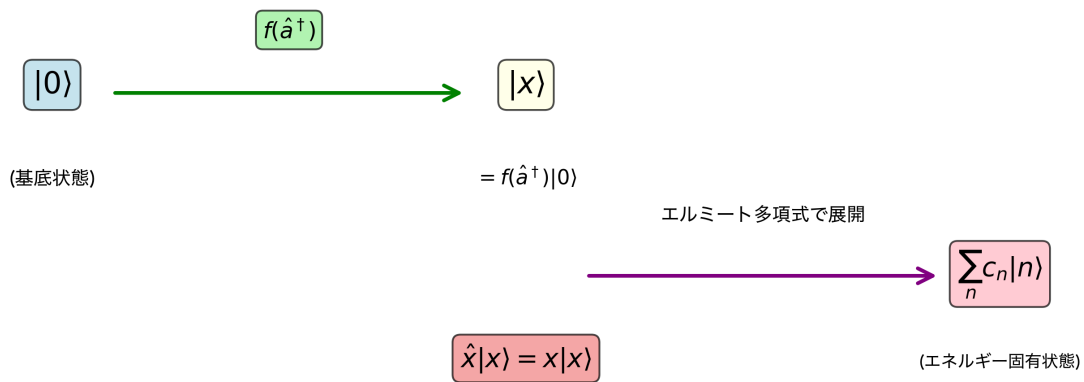 f(â†)
|0⟩
|x⟩
(基底状態)
= f(â†)|0⟩
エルミート多項式で展開
∑ₙ cₙ|n⟩
x̂|x⟩ = x|x⟩
(エネルギー固有状態)